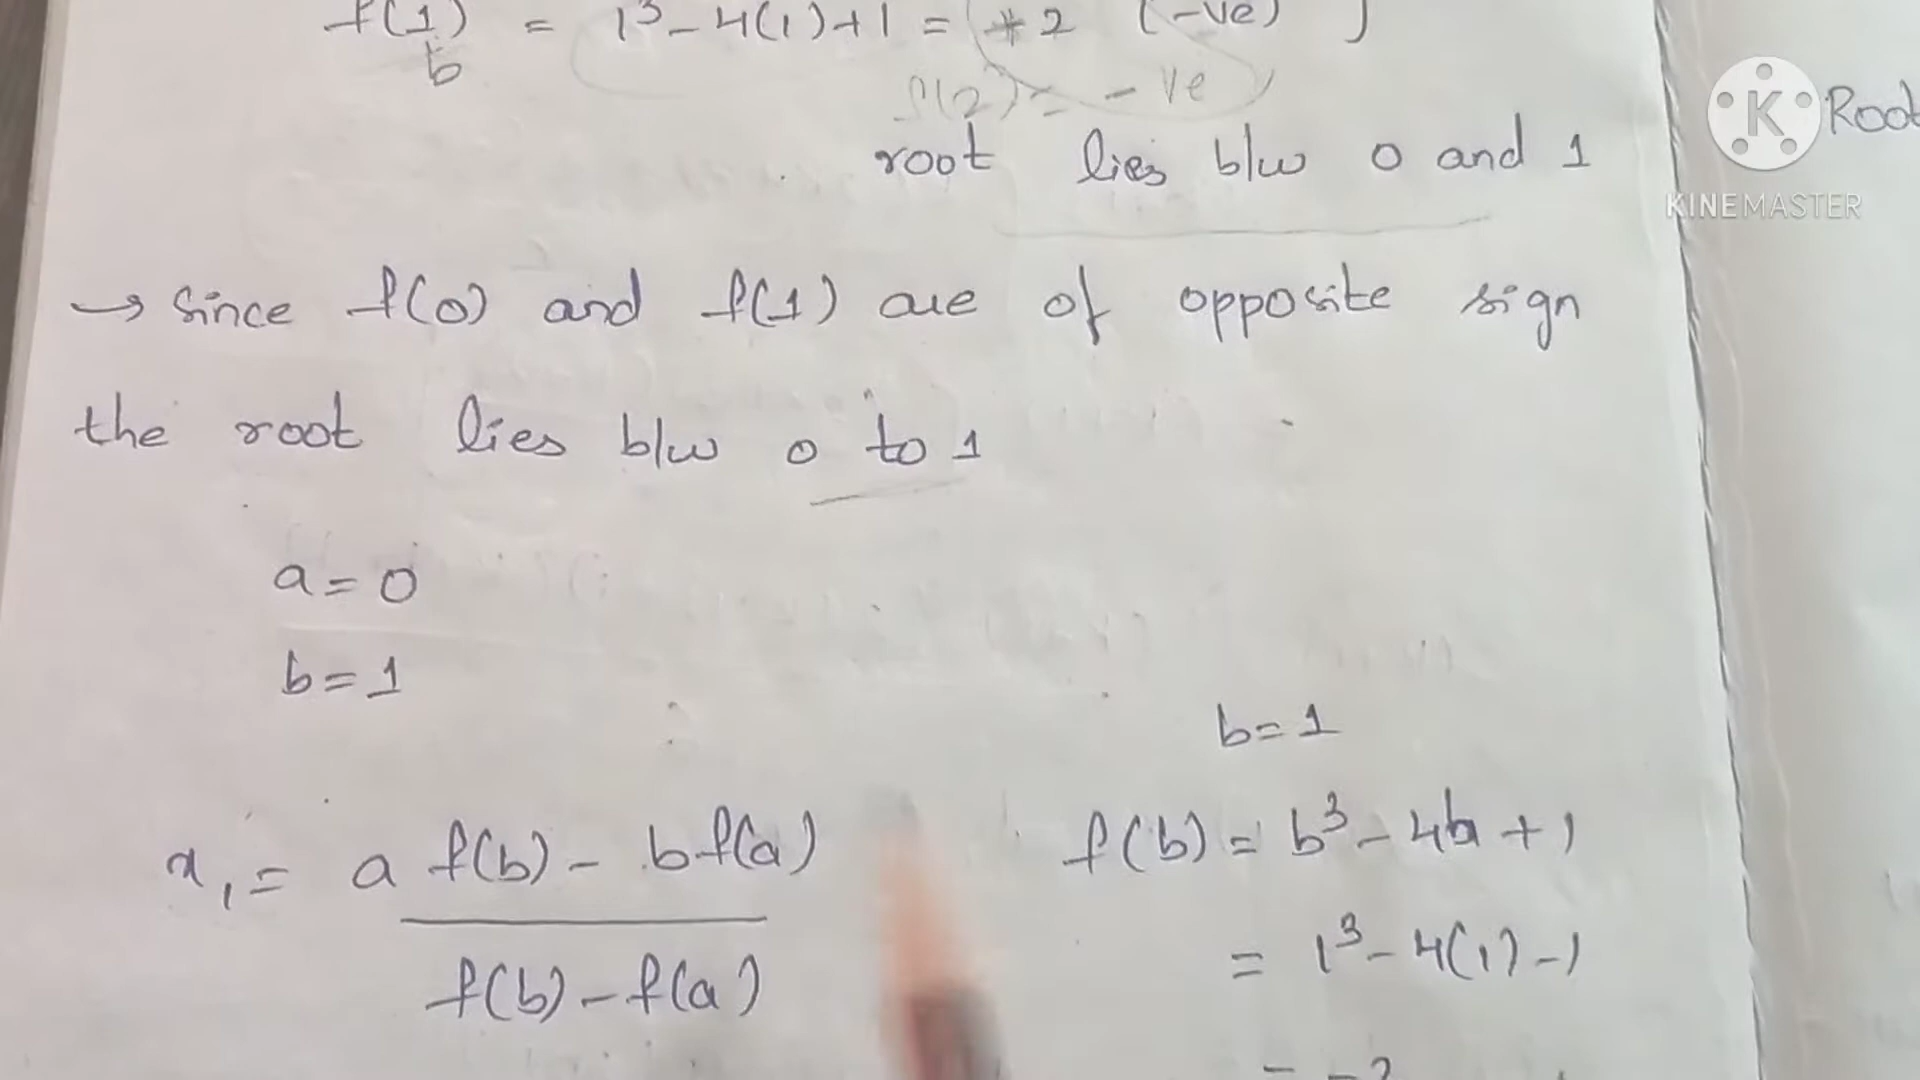 f(1) = 1³-4(1)+1 = -2 (-ve)
b
f(2) = -ve
root lies b/w 0 and 1
Root
KINEMASTER
→ since f(0) and f(1) are of opposite sign
the root lies b/w 0 to 1
a=0
b=1
b=1
x₁ = a f(b) - b f(a)
f(b) - f(a)
f(b) = b³-4b+1
= 1³-4(1)-1
= -2